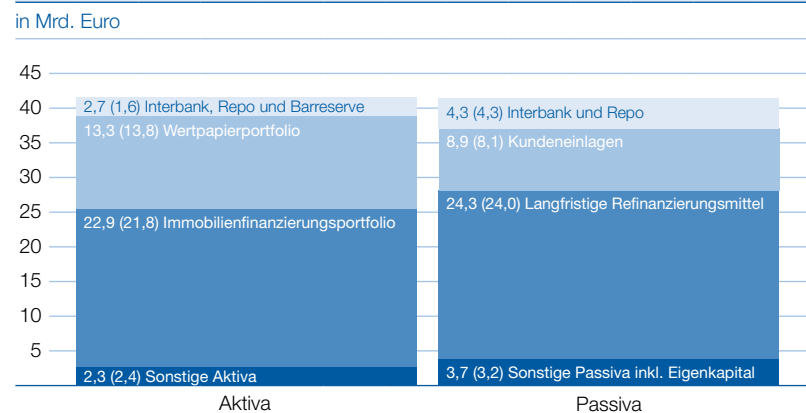 in Mrd. Euro
45
40
35
30
25
20
15
10
5
2,7 (1,6) Interbank, Repo und Barreserve
13,3 (13,8) Wertpapierportfolio
22,9 (21,8) Immobilienfinanzierungsportfolio
2,3 (2,4) Sonstige Aktiva
4,3 (4,3) Interbank und Repo
8,9 (8,1) Kundeneinlagen
24,3 (24,0) Langfristige Refinanzierungsmittel
3,7 (3,2) Sonstige Passiva inkl. Eigenkapital
Aktiva
Passiva